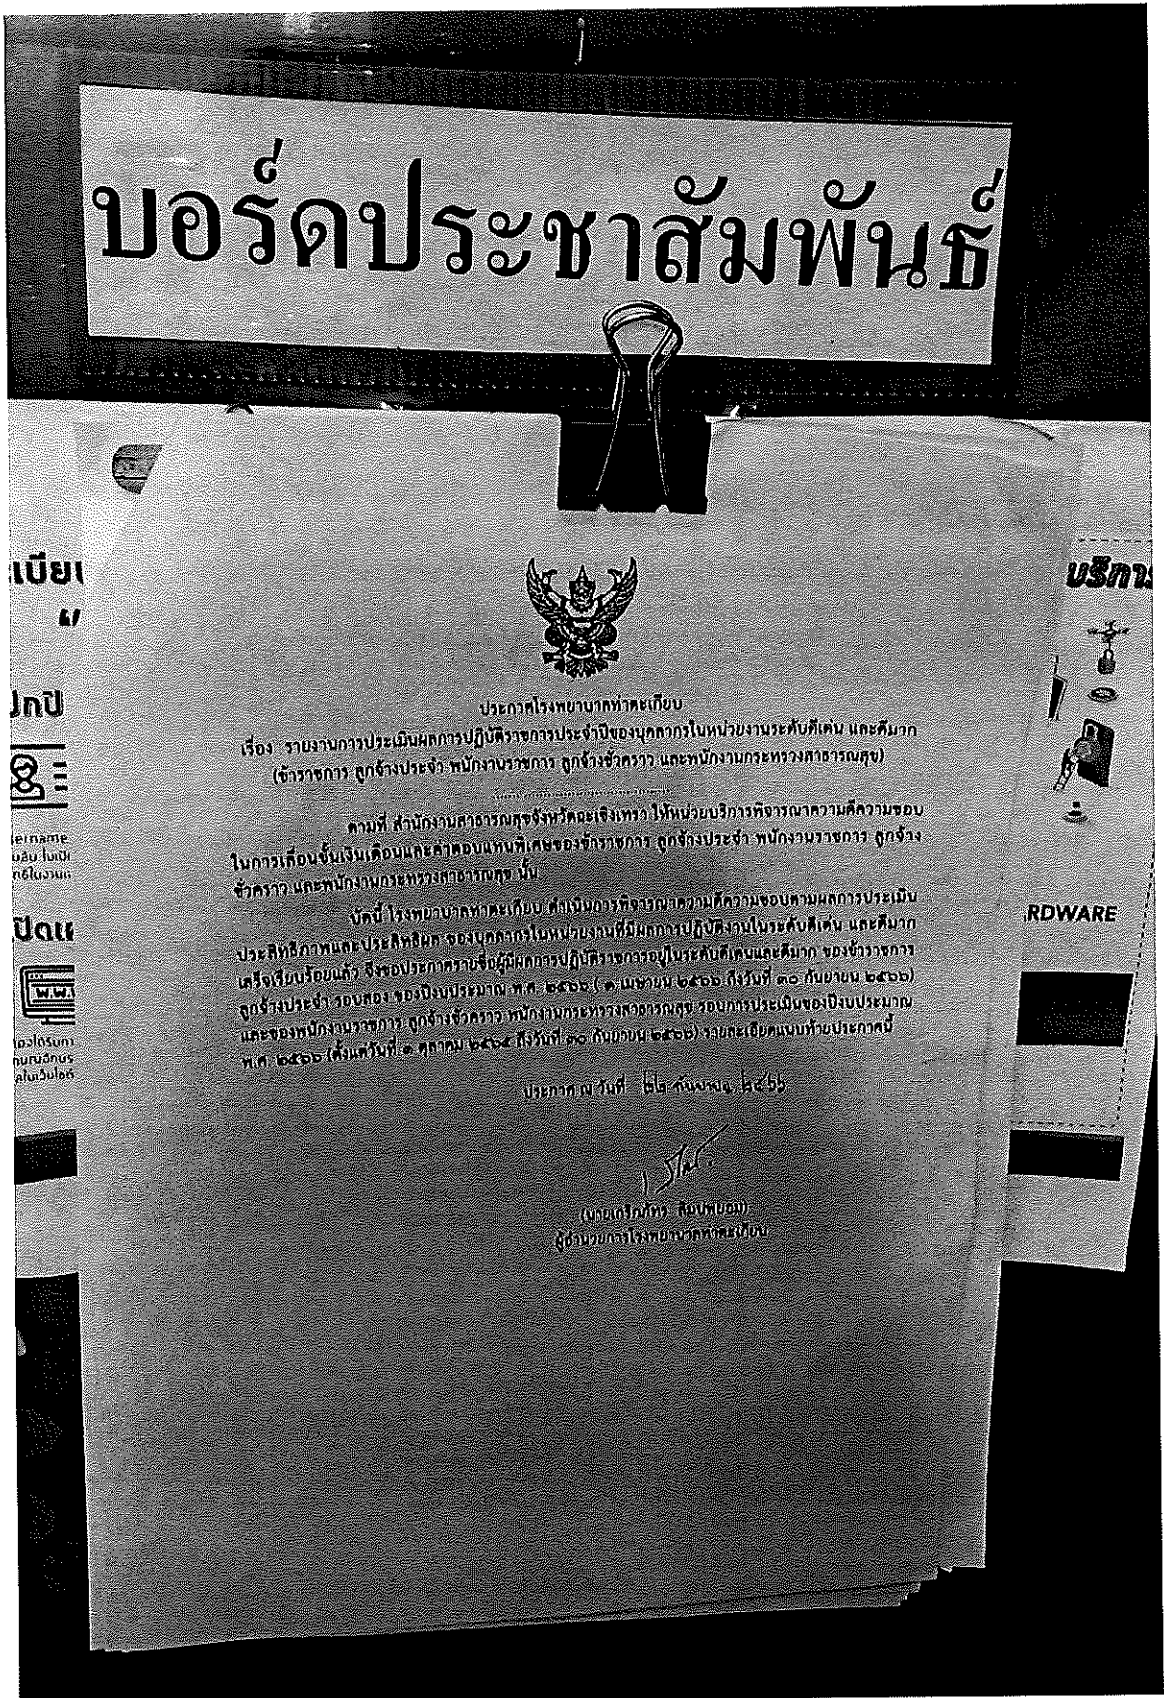 บอร์ดประชาสัมพันธ์
บริการ
RDWARE
ername
ปกปี
W.W.
ประกาศโรงพยาบาลท่าตะเกียบ
เรื่อง รายงานการประเมินผลการปฏิบัติราชการประจำปีของบุคลากรในหน่วยงานระดับดีเด่น และดีมาก
(ข้าราชการ ลูกจ้างประจำ พนักงานราชการ ลูกจ้างชั่วคราว และพนักงานกระทรวงสาธารณสุข)
ตามที่ สำนักงานสาธารณสุขจังหวัดฉะเชิงเทรา ให้หน่วยบริการพิจารณาความดีความชอบ
ในการเลื่อนขั้นเงินเดือนและค่าตอบแทนพิเศษของข้าราชการ ลูกจ้างประจำ พนักงานราชการ ลูกจ้าง
ชั่วคราว และพนักงานกระทรวงสาธารณสุข นั้น
บัดนี้ โรงพยาบาลท่าตะเกียบ ดำเนินการพิจารณาความดีความชอบตามผลการประเมิน
ประสิทธิภาพและประสิทธิผล ของบุคลากรในหน่วยงานที่มีผลการปฏิบัติงานในระดับดีเด่น และดีมาก
เสร็จเรียบร้อยแล้ว จึงขอประกาศรายชื่อผู้มีผลการปฏิบัติราชการอยู่ในระดับดีเด่นและดีมาก ของข้าราชการ
ลูกจ้างประจำ รอบสอง ของปีงบประมาณ พ.ศ. ๒๕๖๖ ( ๑ เมษายน ๒๕๖๖ ถึงวันที่ ๓๐ กันยายน ๒๕๖๖)
และของพนักงานราชการ ลูกจ้างชั่วคราว พนักงานกระทรวงสาธารณสุข รอบการประเมินของปีงบประมาณ
พ.ศ. ๒๕๖๖ (ตั้งแต่วันที่ ๑ ตุลาคม ๒๕๖๕ ถึงวันที่ ๓๐ กันยายน ๒๕๖๖) รายละเอียดแนบท้ายประกาศนี้
ประกาศ ณ วันที่ กันยายน ๒๕๖๖
ผู้อำนวยการโรงพยาบาลท่าตะเกียบ